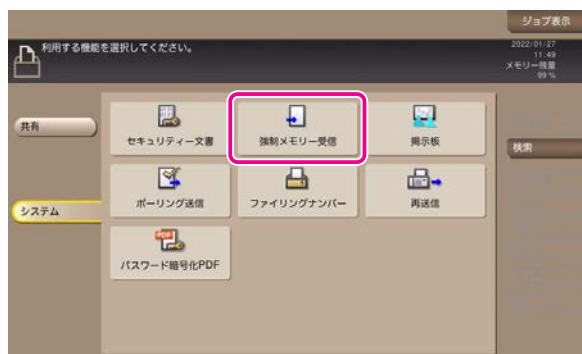 ジョブ表示
利用する機能を選択してください。
2022/01/27
11:49
メモリー残量
99 %
共有
セキュリティー文書
強制メモリー受信
掲示板
検索
システム
ポーリング送信
ファイリングナンバー
再送信
PDF
パスワード暗号化PDF